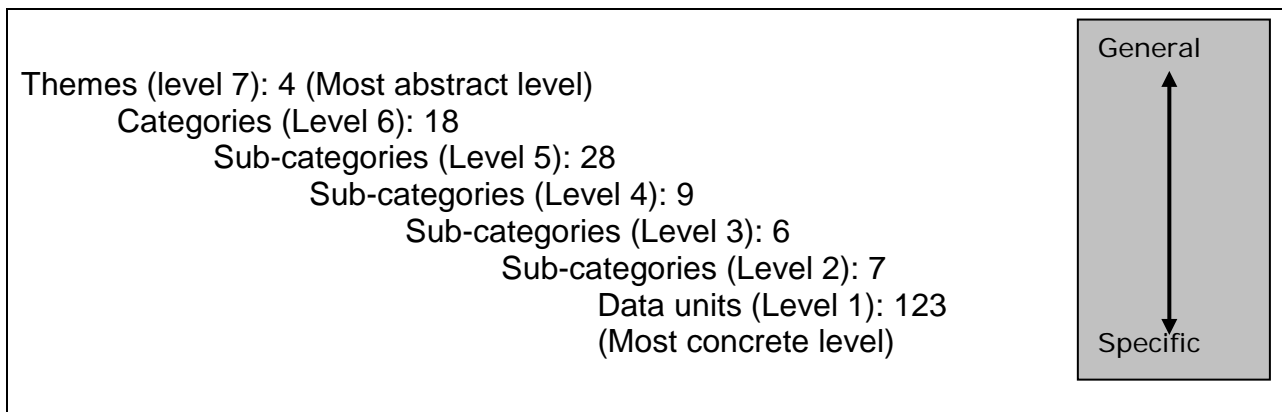 General
Themes (level 7): 4 (Most abstract level)
Categories (Level 6): 18
Sub-categories (Level 5): 28
Sub-categories (Level 4): 9
Sub-categories (Level 3): 6
Sub-categories (Level 2): 7
Data units (Level 1): 123
(Most concrete level)
Specific